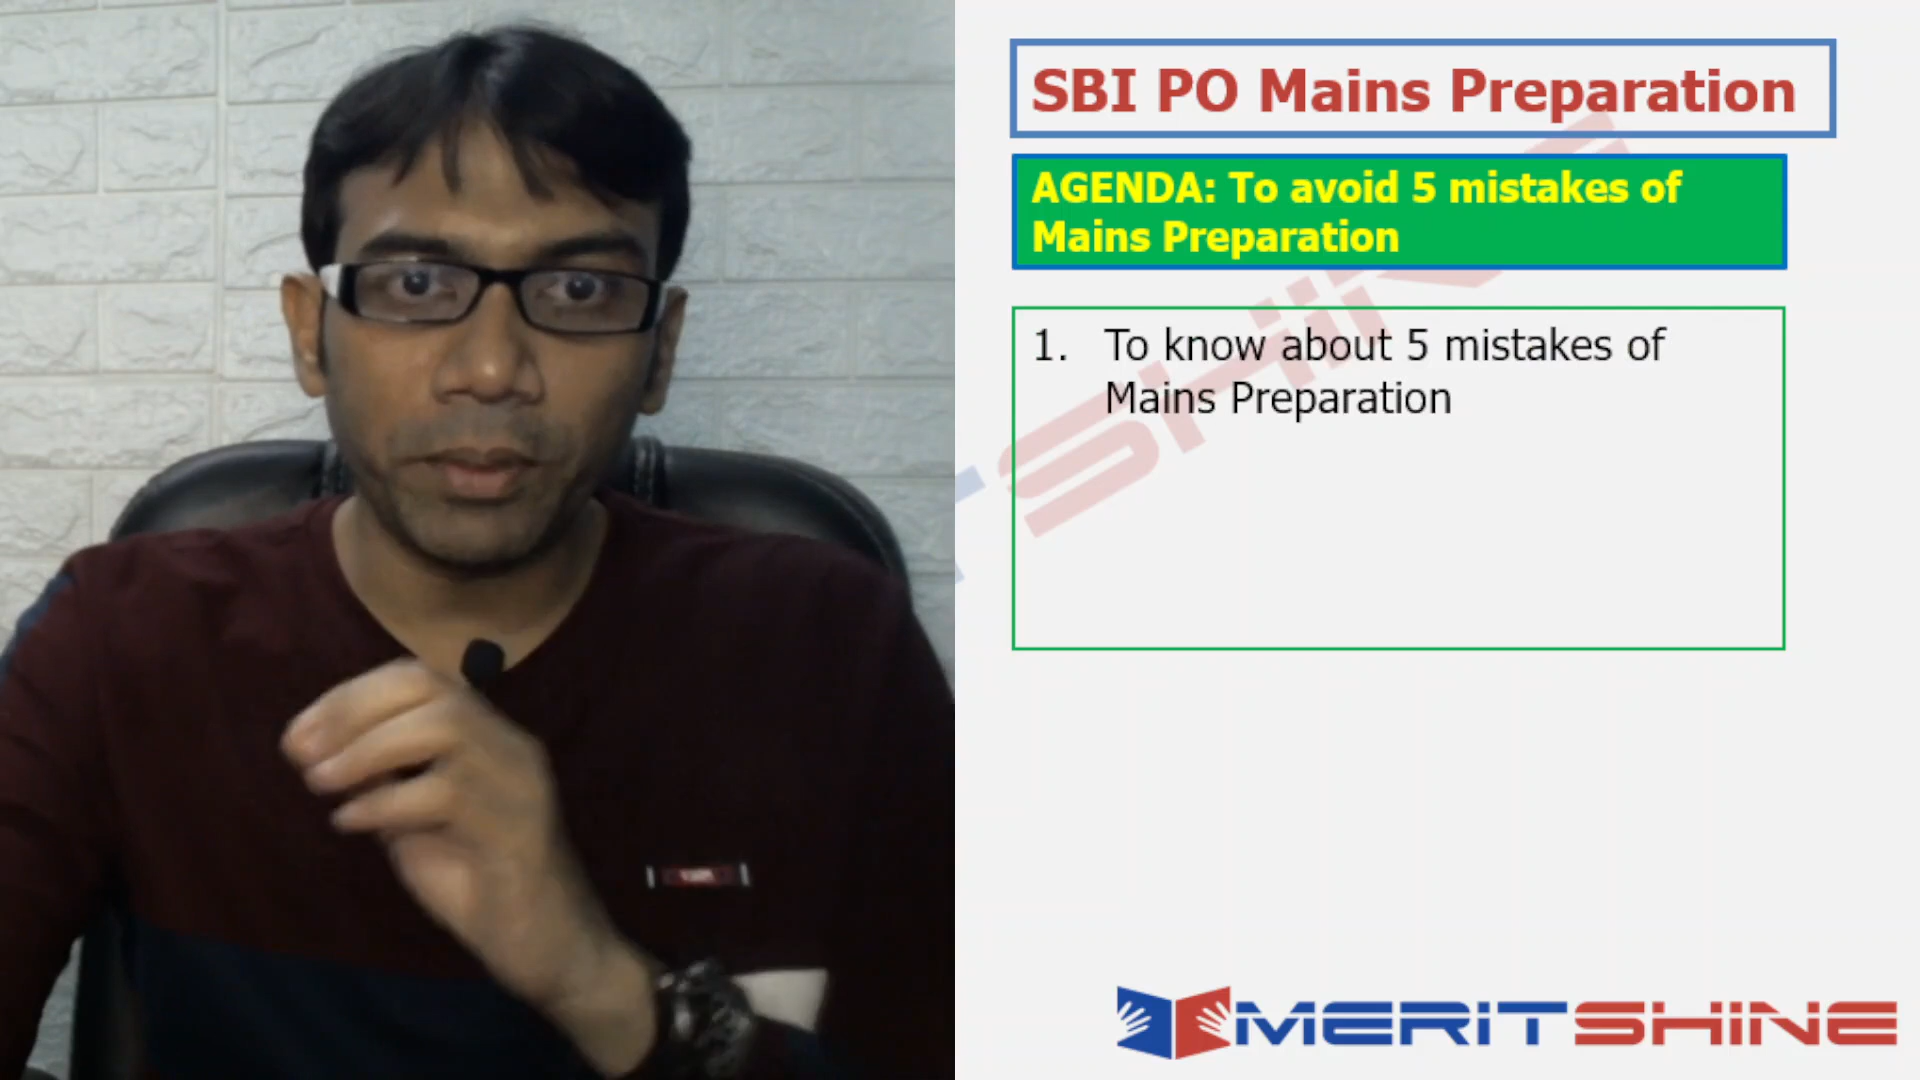 SBI PO Mains Preparation
AGENDA: To avoid 5 mistakes of
Mains Preparation
1. To know about 5 mistakes of
Mains Preparation
SHINE
MERITSHINE